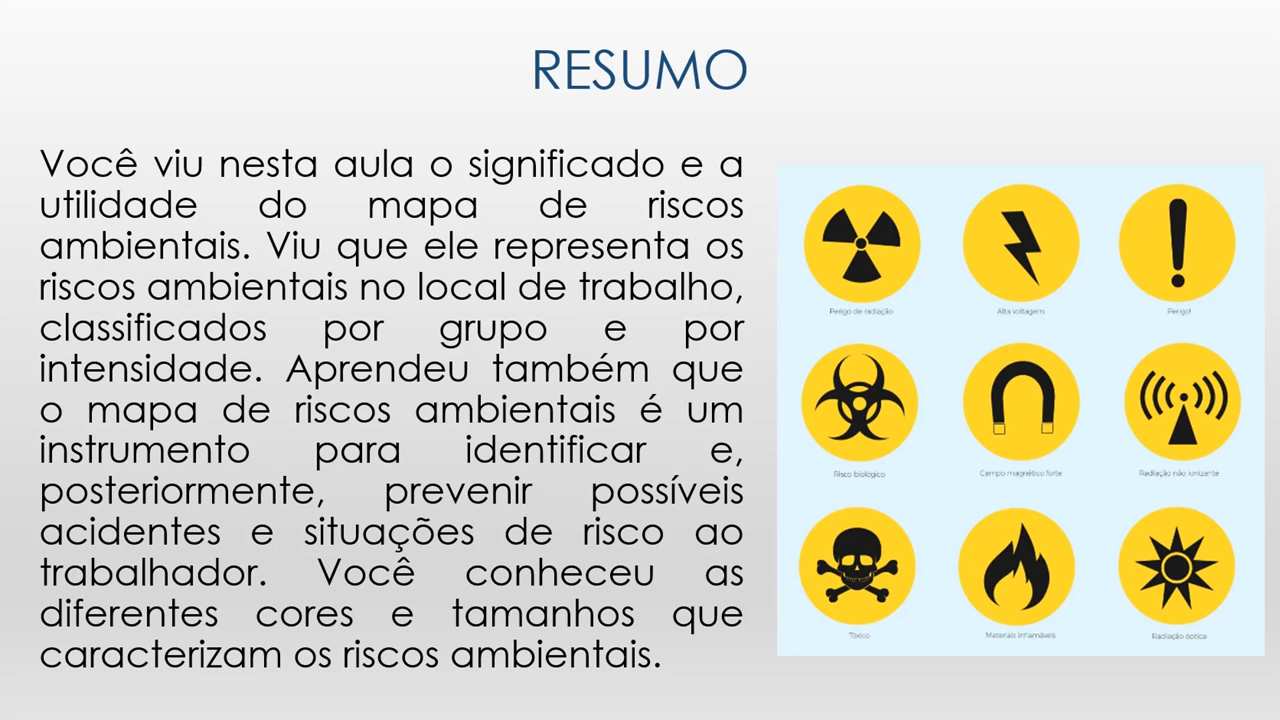 RESUMO
Você viu nesta aula o significado e a
utilidade do mapa de riscos
ambientais. Viu que ele representa os
riscos ambientais no local de trabalho,
classificados por grupo e por
intensidade. Aprendeu também que
o mapa de riscos ambientais é um
instrumento para identificar e,
posteriormente, prevenir possíveis
acidentes e situações de risco ao
trabalhador. Você conheceu as
diferentes cores e tamanhos que
caracterizam os riscos ambientais.
Perigo de radiação
Alta voltagem
Perigo!
Risco biológico
Campo magnético forte
Radiação não ionizante
Tóxico
Materiais inflamáveis
Radiação óptica